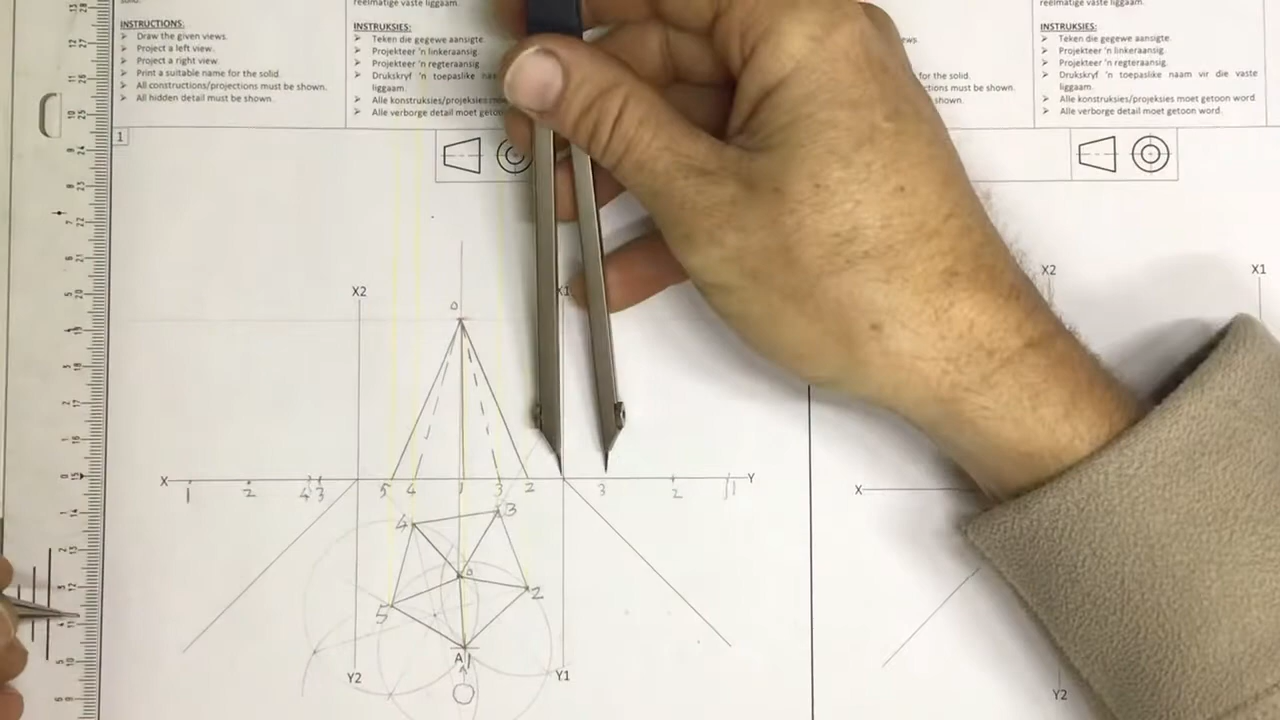 INSTRUCTIONS:
Draw the given views.
Project a left view.
Project a right view.
Print a suitable name for the solid.
All constructions/projections must be shown.
All hidden detail must be shown.
reëlmatige vaste liggaam.
INSTRUKSIES:
Teken die gegewe aansigte.
Projekteer 'n linkeraansig.
Projekteer 'n regteraansig
Drukskryf 'n toepaslike
liggaam.
Alle konstruksies/projeksies
Alle verborge detail moet
for the solid.
must be shown.
shown.
reëlmatige vaste liggaam.
INSTRUKSIES:
Teken die gegewe aansigte.
Projekteer 'n linkeraansig.
Projekteer 'n regteraansig.
Drukskryf 'n toepaslike naam vir die vaste
liggaam.
Alle konstruksies/projeksies moet getoon word
Alle verborge detail moet getoon word.
1
X2
X1
X2
X1
O
X
Y
X
1 2 4 3 5 4 1 3 2 3 2 1
4 3
O
5 2
A 1
Y2
Y1
Y2